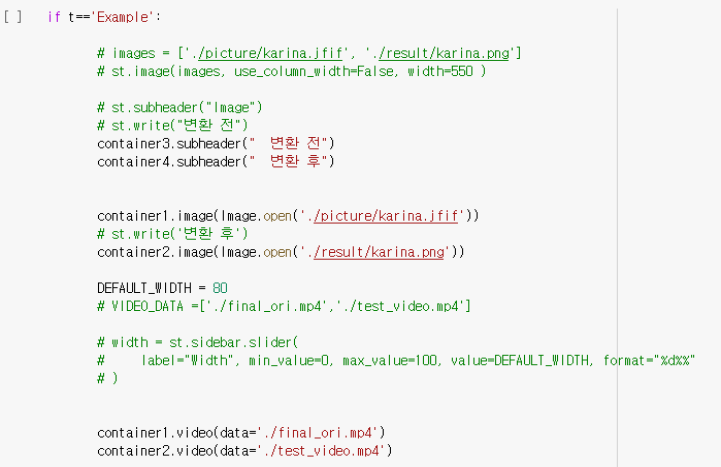 [ ] if t=='Example':
# images = ['./picture/karina.jfif', './result/karina.png']
# st.image(images, use_column_width=False, width=550 )
# st.subheader("Image")
# st.write("변환 전")
container3.subheader("  변환 전")
container4.subheader("  변환 후")
container1.image(Image.open('./picture/karina.jfif'))
# st.write('변환 후')
container2.image(Image.open('./result/karina.png'))
DEFAULT_WIDTH = 80
# VIDEO_DATA =['./final_ori.mp4','./test_video.mp4']
# width = st.sidebar.slider(
#     label="Width", min_value=0, max_value=100, value=DEFAULT_WIDTH, format="%d%%"
# )
container1.video(data='./final_ori.mp4')
container2.video(data='./test_video.mp4')